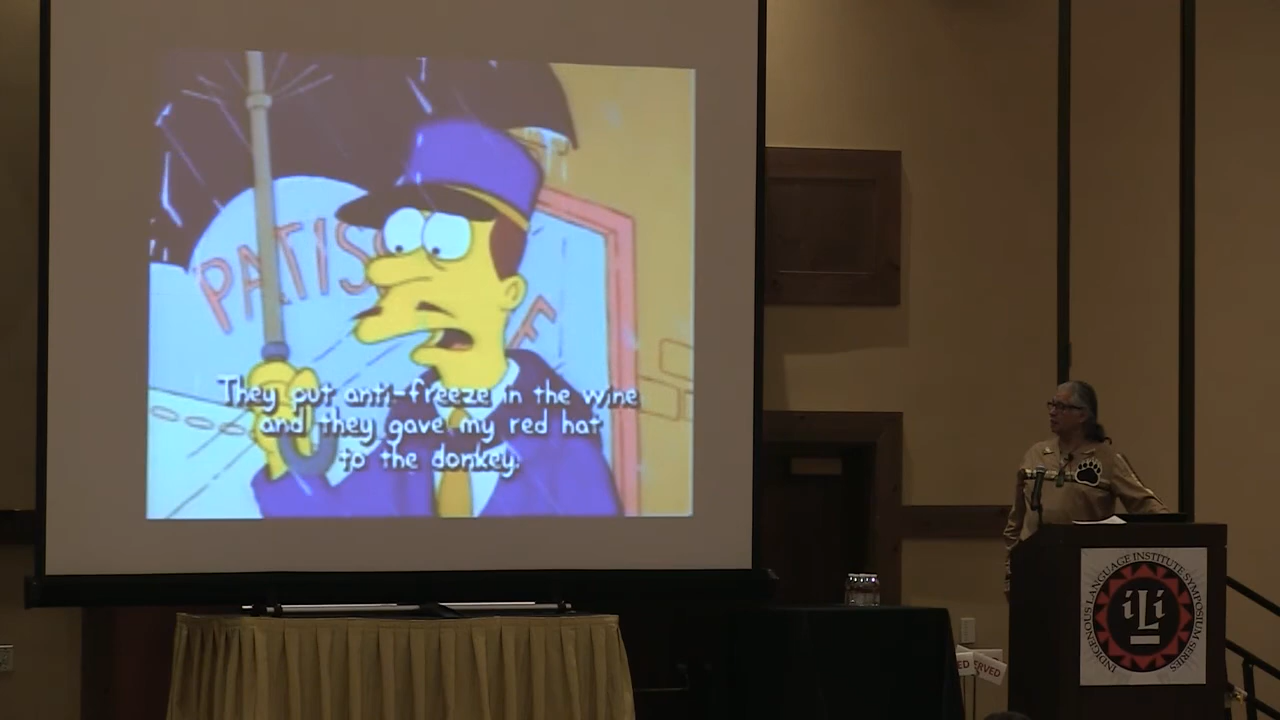 PATIS
E
They put anti-freeze in the wine
and they gave my red hat
to the donkey.
INDIGENOUS LANGUAGE INSTITUTE SYMPOSIUM SERIES
iLi
ERVED